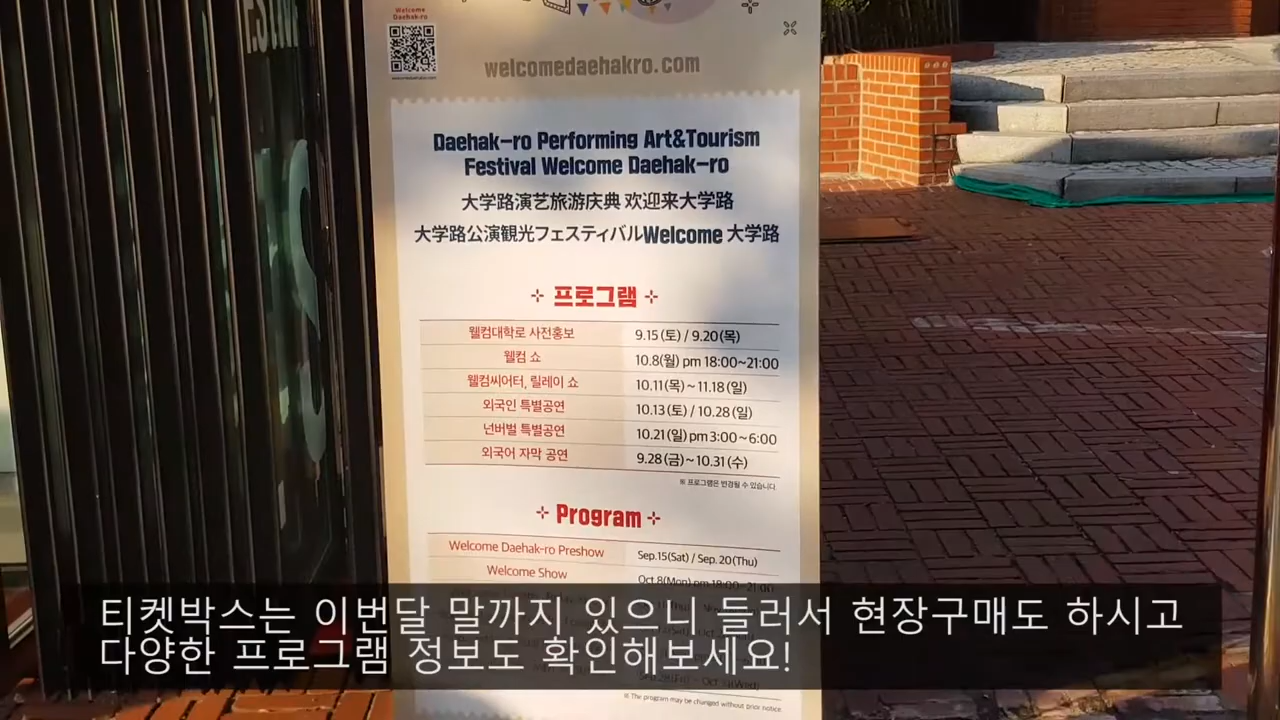 Welcome
Daehak-ro
welcomedaehakro.com
Daehak-ro Performing Art&Tourism
Festival Welcome Daehak-ro
大学路演艺旅游庆典 欢迎来大学路
大学路公演観光フェスティバルWelcome 大学路
프로그램
웰컴대학로 사전홍보 9.15(토) / 9.20(목)
웰컴 쇼 10.8(월) pm 18:00~21:00
웰컴씨어터, 릴레이 쇼 10.11(목) ~ 11.18(일)
외국인 특별공연 10.13(토) / 10.28(일)
넌버벌 특별공연 10.21(일) pm 3:00~6:00
외국어 자막 공연 9.28(금) ~ 10.31(수)
※ 프로그램은 변경될 수 있습니다.
Program
Welcome Daehak-ro Preshow Sep.15(Sat) / Sep. 20(Thu)
Welcome Show Oct 8(Mon) pm 18:00~21:00
티켓박스는 이번달 말까지 있으니 들러서 현장구매도 하시고
다양한 프로그램 정보도 확인해보세요!
※ The program may be changed without prior notice